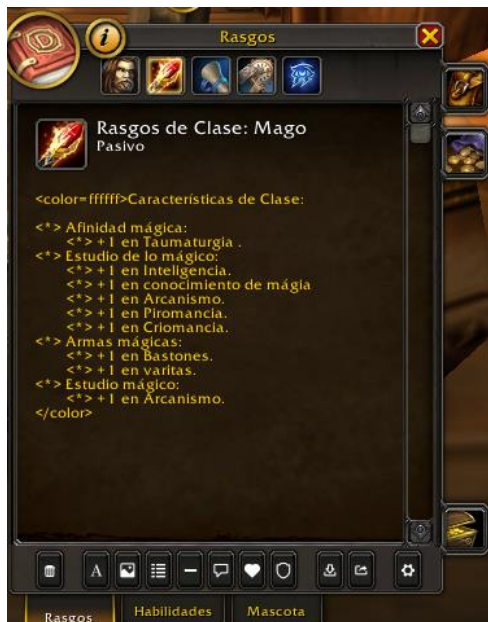 Rasgos
Rasgos de Clase: Mago
Pasivo
<color=ffffff>Características de Clase:
<*> Afinidad mágica:
<*> +1 en Taumaturgia .
<*> Estudio de lo mágico:
<*> +1 en Inteligencia.
<*> +1 en conocimiento de mágia
<*> +1 en Arcanismo.
<*> +1 en Piromancia.
<*> +1 en Criomancia.
<*> Armas mágicas:
<*> +1 en Bastones.
<*> +1 en varitas.
<*> Estudio mágico:
<*> +1 en Arcanismo.
</color>
A
Rasgos Habilidades Mascota